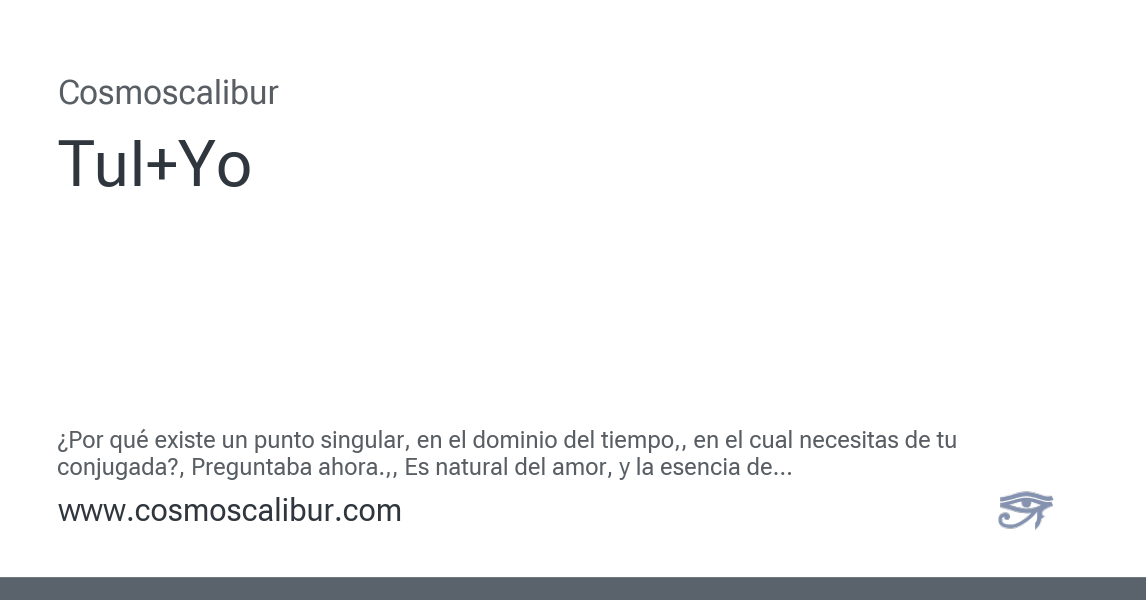 Cosmoscalibur
Tul+Yo
¿Por qué existe un punto singular, en el dominio del tiempo,, en el cual necesitas de tu
conjugada?, Preguntaba ahora.,, Es natural del amor, y la esencia de...
www.cosmoscalibur.com